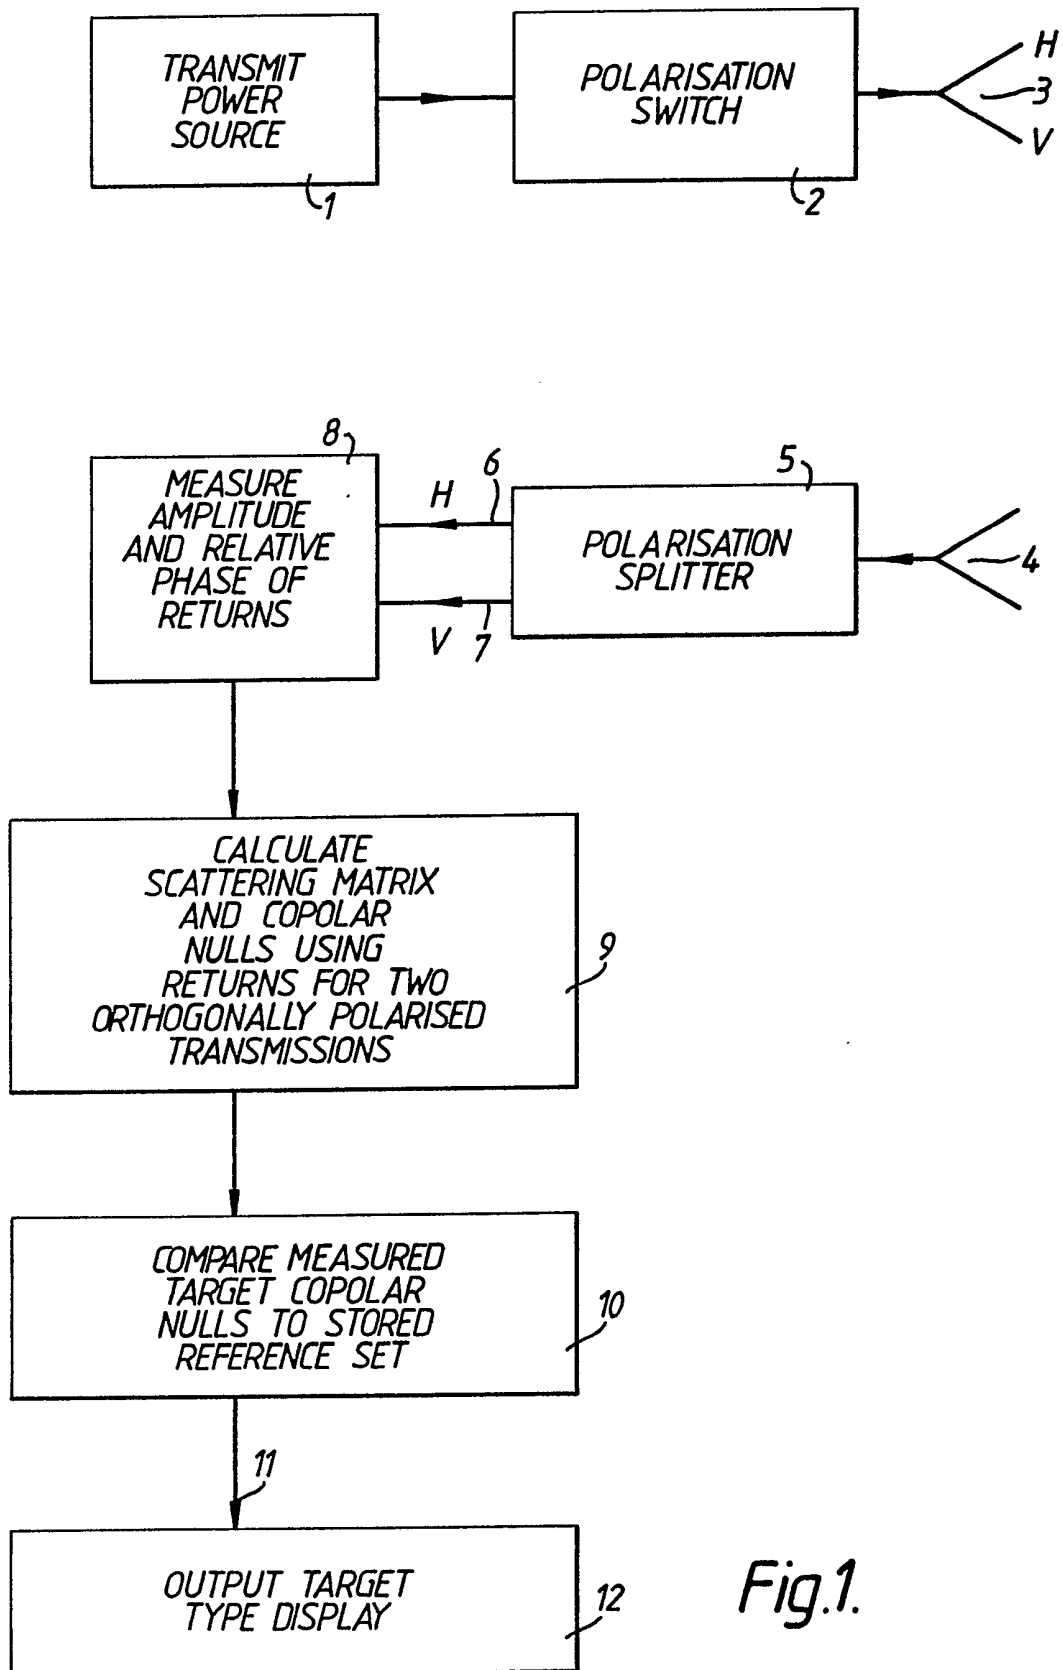 TRANSMIT
POWER
SOURCE
1
POLARISATION
SWITCH
2
H
3
V
8
MEASURE
AMPLITUDE
AND RELATIVE
PHASE OF
RETURNS
H
6
V
7
5
POLARISATION
SPLITTER
4
CALCULATE
SCATTERING MATRIX
AND COPOLAR
NULLS USING
RETURNS FOR TWO
ORTHOGONALLY POLARISED
TRANSMISSIONS
9
COMPARE MEASURED
TARGET COPOLAR
NULLS TO STORED
REFERENCE SET
10
11
OUTPUT TARGET
TYPE DISPLAY
12
Fig.1.